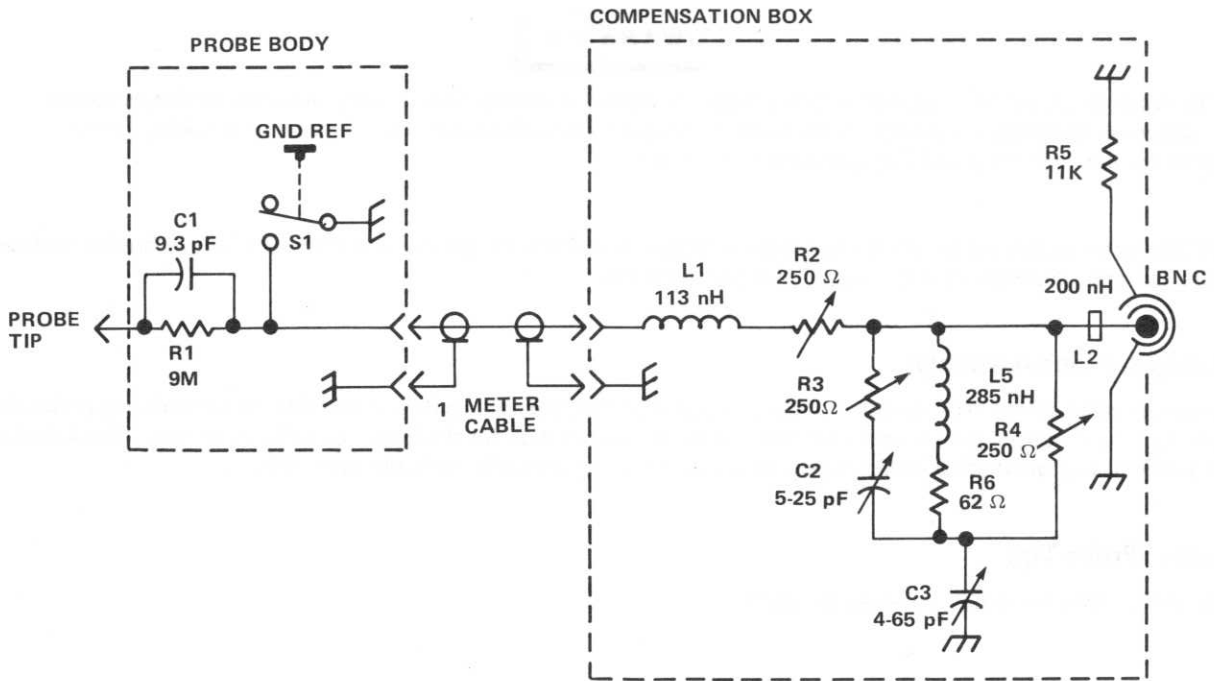 COMPENSATION BOX
PROBE BODY
GND REF
S1
C1
9.3 pF
PROBE
TIP
R1
9M
1 METER
CABLE
L1
113 nH
R2
250 Ω
R3
250Ω
C2
5-25 pF
L5
285 nH
R6
62 Ω
R4
250 Ω
C3
4-65 pF
R5
11K
200 nH
L2
BNC